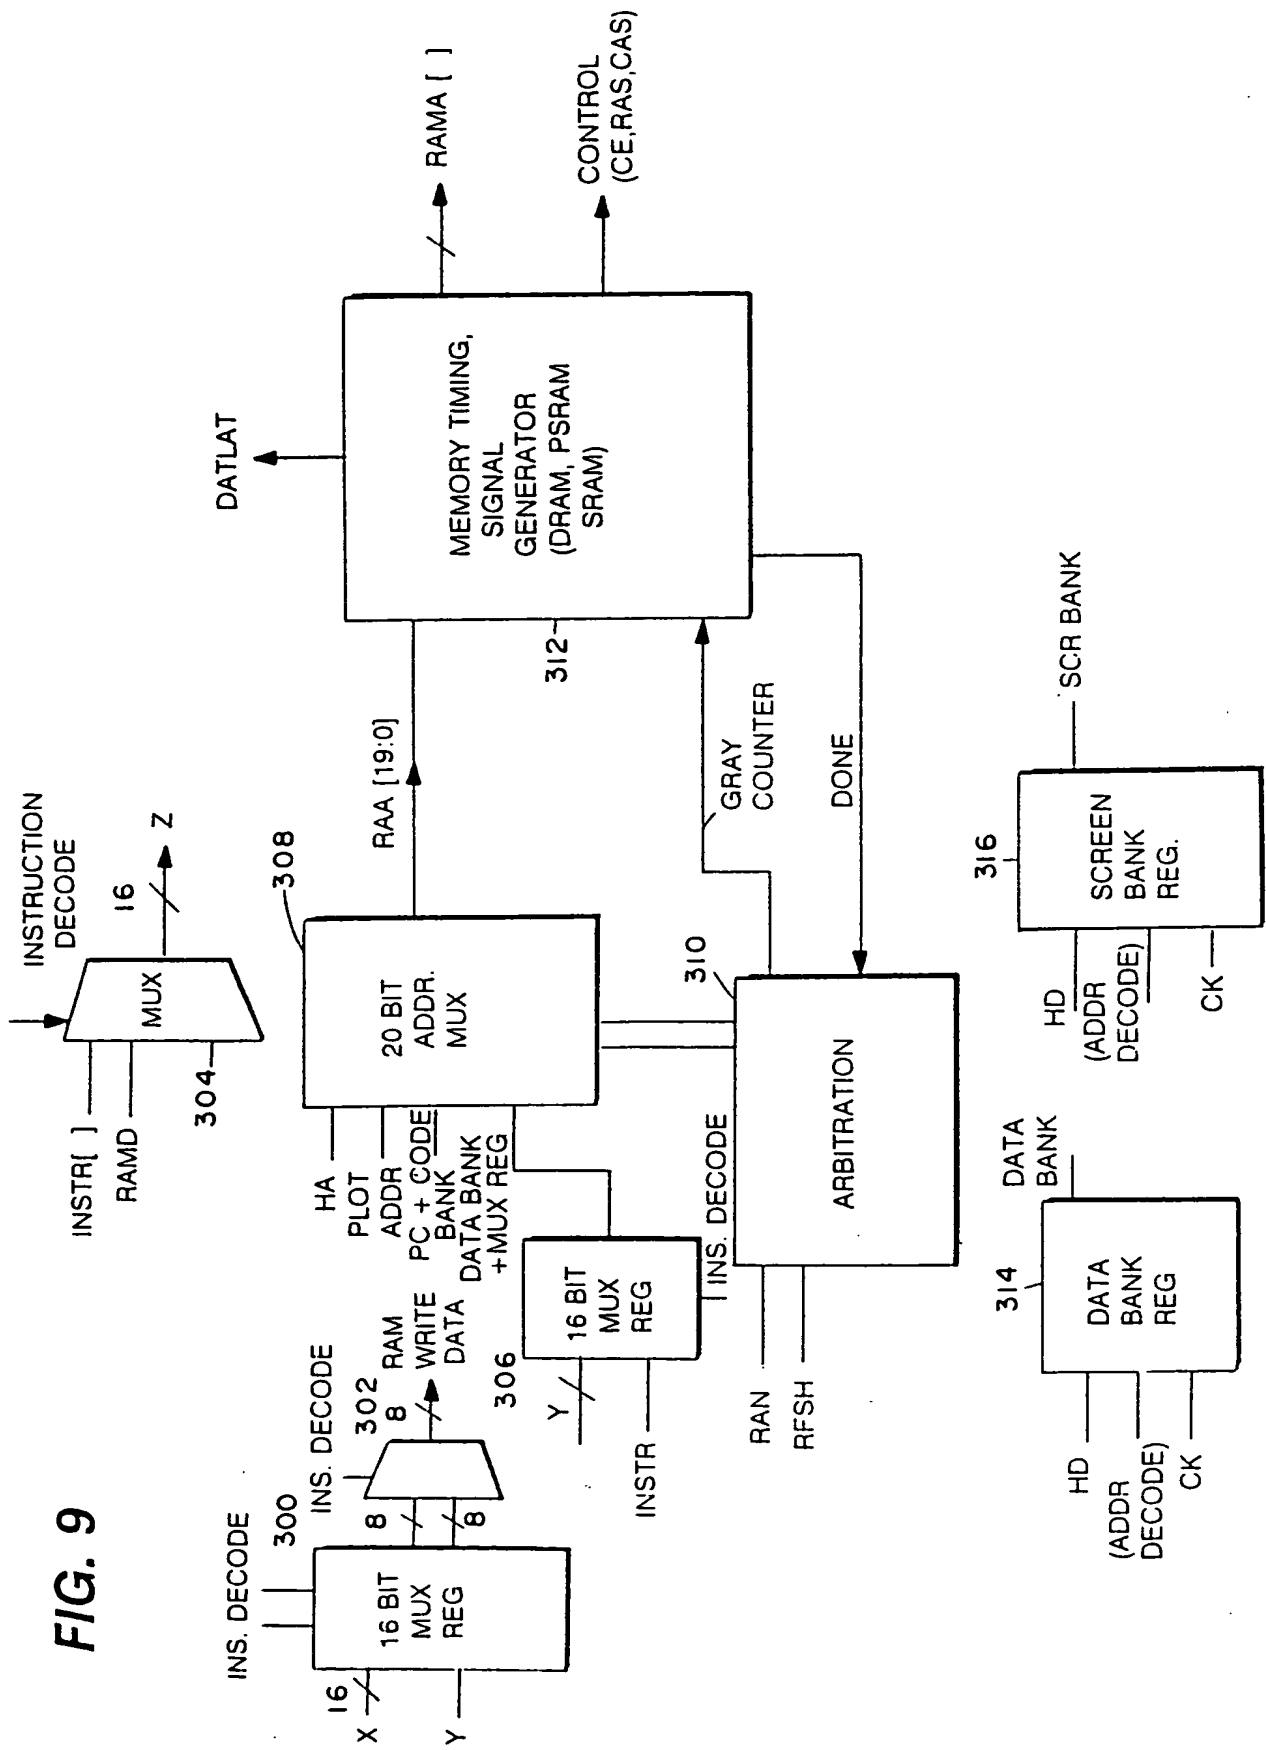 FIG. 9
INS. DECODE
300
X
16
Y
16 BIT
MUX
REG
8
8
INS. DECODE
302
8
RAM
WRITE
DATA
INSTRUCTION
DECODE
INSTR[ ]
RAMD
304
MUX
16
Z
HA
PLOT
ADDR
PC + CODE
BANK
DATA BANK
+MUX REG
308
20 BIT
ADDR.
MUX
RAA [19:0]
306
Y
INSTR
16 BIT
MUX
REG
INS. DECODE
RAN
RFSH
310
ARBITRATION
GRAY
COUNTER
DONE
312
MEMORY TIMING,
SIGNAL
GENERATOR
(DRAM, PSRAM
SRAM)
DATLAT
RAMA [ ]
CONTROL
(CE,RAS,CAS)
314
HD
(ADDR
DECODE)
CK
DATA
BANK
REG
DATA
BANK
316
HD
(ADDR
DECODE)
CK
SCREEN
BANK
REG.
SCR BANK